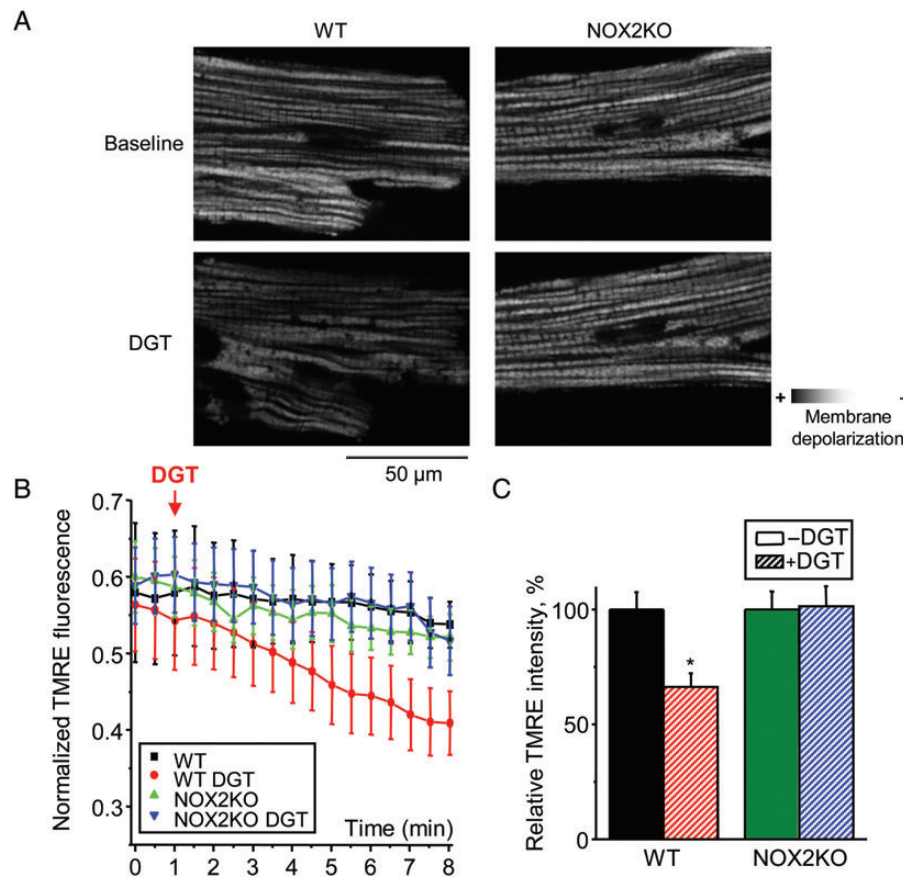 A
WT
NOX2KO
Baseline
DGT
+ -
Membrane
depolarization
50 μm
B
DGT
Normalized TMRE fluorescence
0.7
0.6
0.5
0.4
0.3
WT
WT DGT
NOX2KO
NOX2KO DGT
Time (min)
0 1 2 3 4 5 6 7 8
C
–DGT
+DGT
Relative TMRE intensity, %
100
50
0
*
WT
NOX2KO